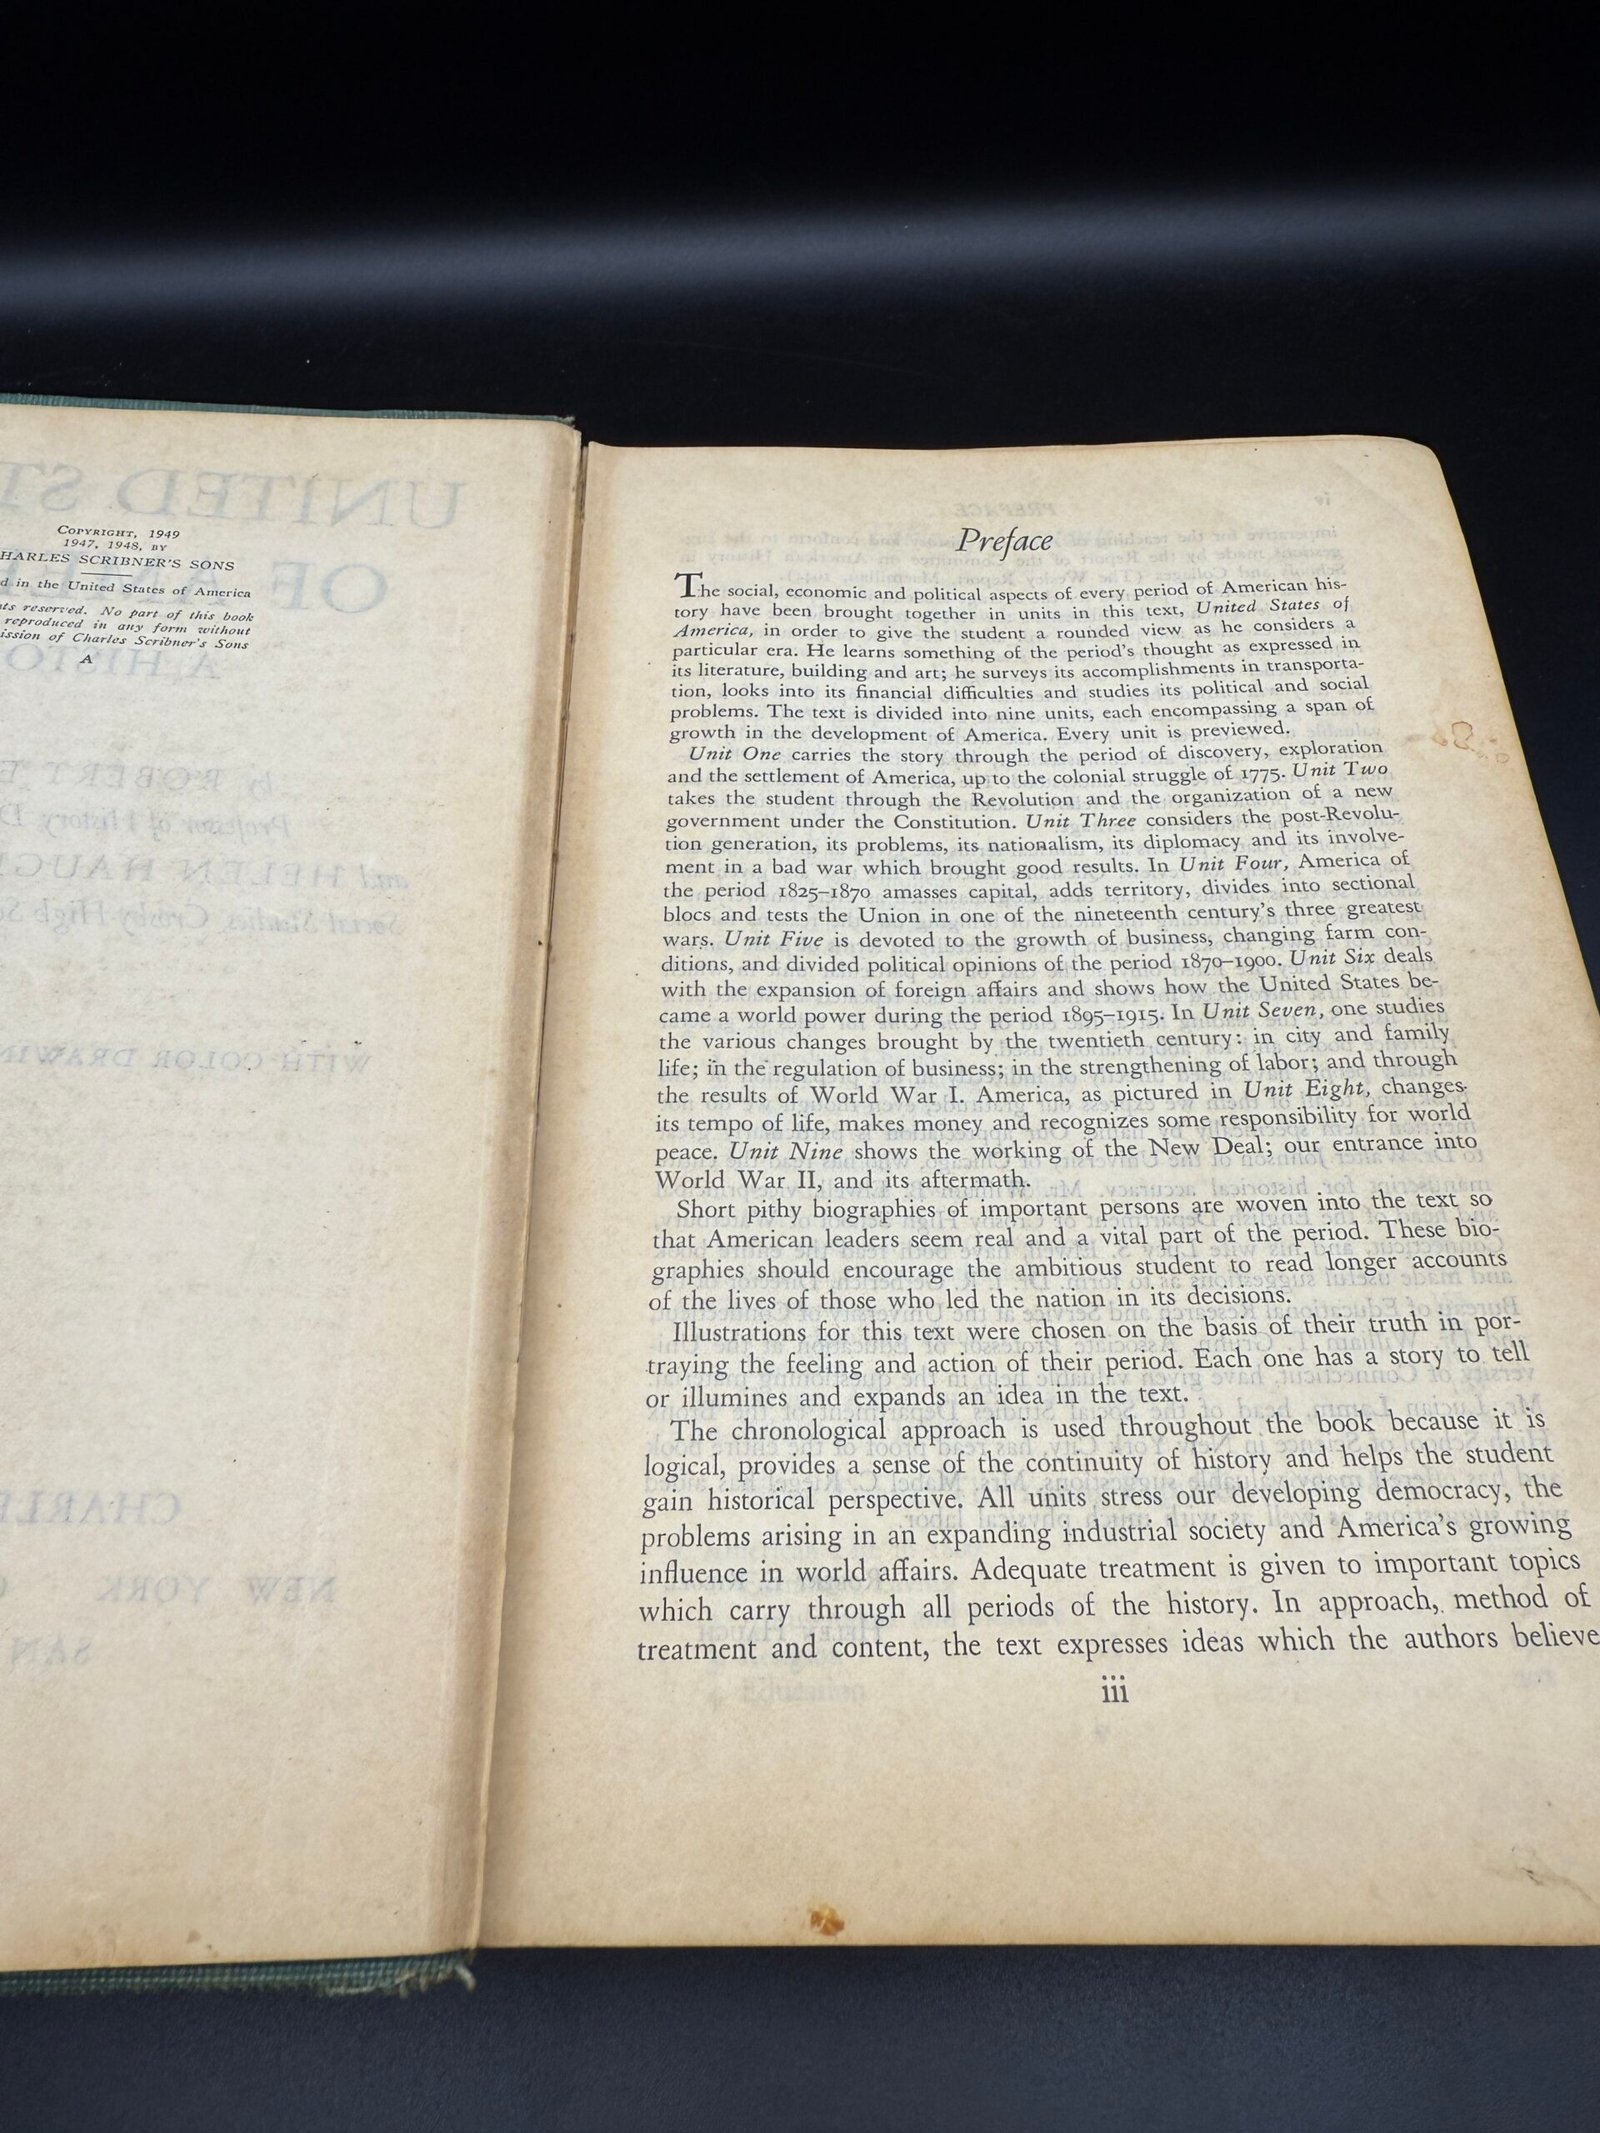 COPYRIGHT, 1949
1947, 1948, BY
HARLES SCRIBNER'S SONS
d in the United States of America
ts reserved. No part of this book
reproduced in any form without
ission of Charles Scribner's Sons
A
Preface
The social, economic and political aspects of every period of American his-
tory have been brought together in units in this text, United States of
America, in order to give the student a rounded view as he considers a
particular era. He learns something of the period's thought as expressed in
its literature, building and art; he surveys its accomplishments in transporta-
tion, looks into its financial difficulties and studies its political and social
problems. The text is divided into nine units, each encompassing a span of
growth in the development of America. Every unit is previewed.
Unit One carries the story through the period of discovery, exploration
and the settlement of America, up to the colonial struggle of 1775. Unit Two
takes the student through the Revolution and the organization of a new
government under the Constitution. Unit Three considers the post-Revolu-
tion generation, its problems, its nationalism, its diplomacy and its involve-
ment in a bad war which brought good results. In Unit Four, America of
the period 1825–1870 amasses capital, adds territory, divides into sectional
blocs and tests the Union in one of the nineteenth century's three greatest
wars. Unit Five is devoted to the growth of business, changing farm con-
ditions, and divided political opinions of the period 1870–1900. Unit Six deals
with the expansion of foreign affairs and shows how the United States be-
came a world power during the period 1895–1915. In Unit Seven, one studies
the various changes brought by the twentieth century: in city and family
life; in the regulation of business; in the strengthening of labor; and through
the results of World War I. America, as pictured in Unit Eight, changes
its tempo of life, makes money and recognizes some responsibility for world
peace. Unit Nine shows the working of the New Deal; our entrance into
World War II, and its aftermath.
Short pithy biographies of important persons are woven into the text so
that American leaders seem real and a vital part of the period. These bio-
graphies should encourage the ambitious student to read longer accounts
of the lives of those who led the nation in its decisions.
Illustrations for this text were chosen on the basis of their truth in por-
traying the feeling and action of their period. Each one has a story to tell
or illumines and expands an idea in the text.
The chronological approach is used throughout the book because it is
logical, provides a sense of the continuity of history and helps the student
gain historical perspective. All units stress our developing democracy, the
problems arising in an expanding industrial society and America's growing
influence in world affairs. Adequate treatment is given to important topics
which carry through all periods of the history. In approach, method of
treatment and content, the text expresses ideas which the authors believe
iii